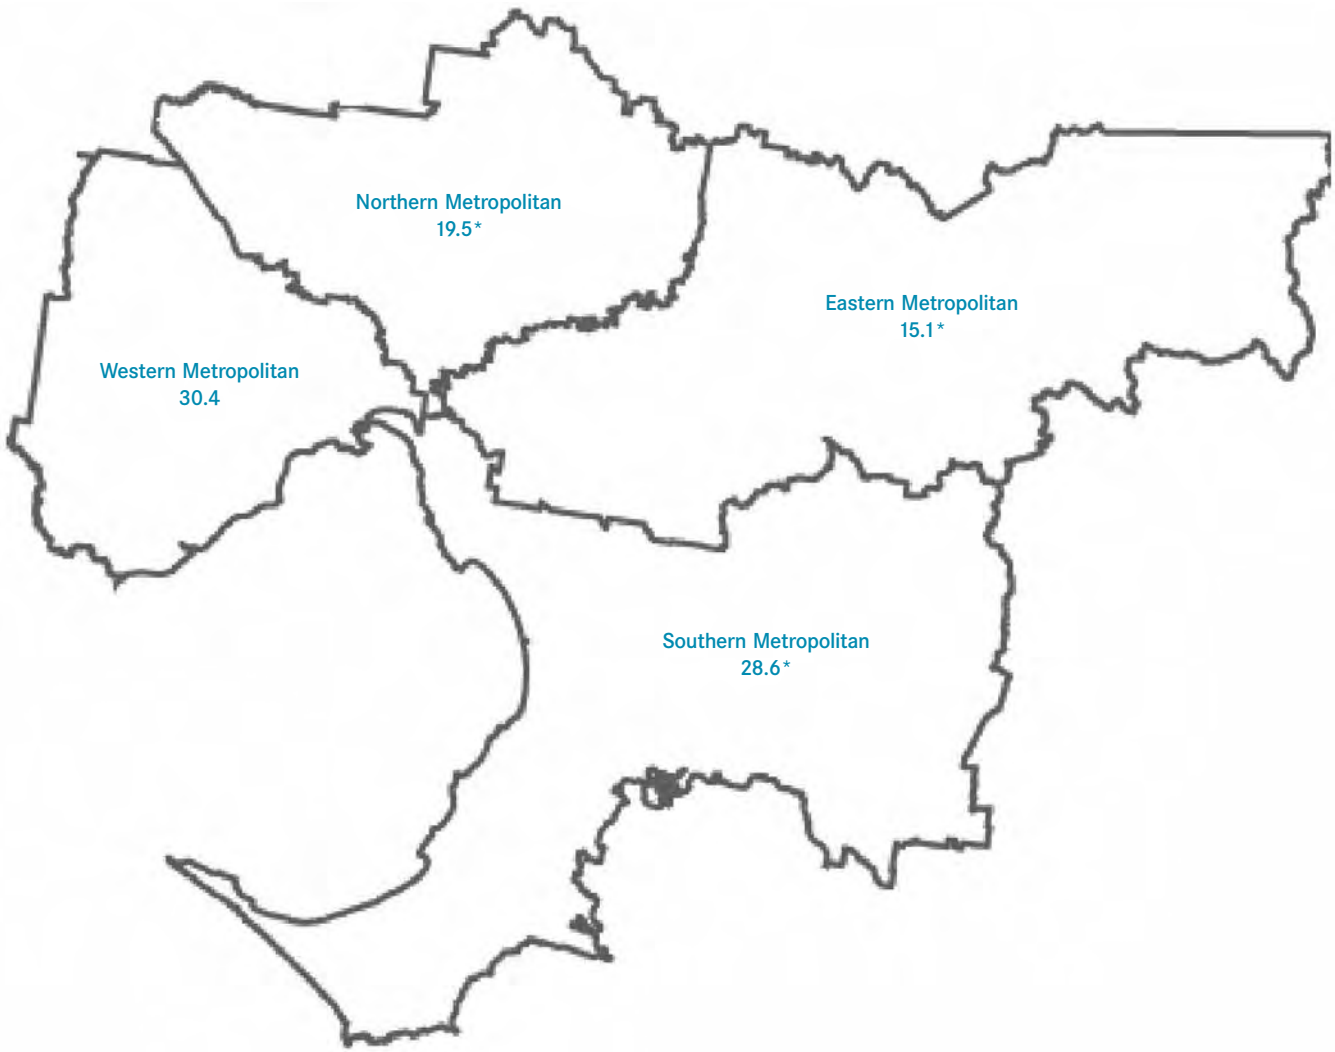 Northern Metropolitan
19.5*
Eastern Metropolitan
15.1*
Western Metropolitan
30.4
Southern Metropolitan
28.6*